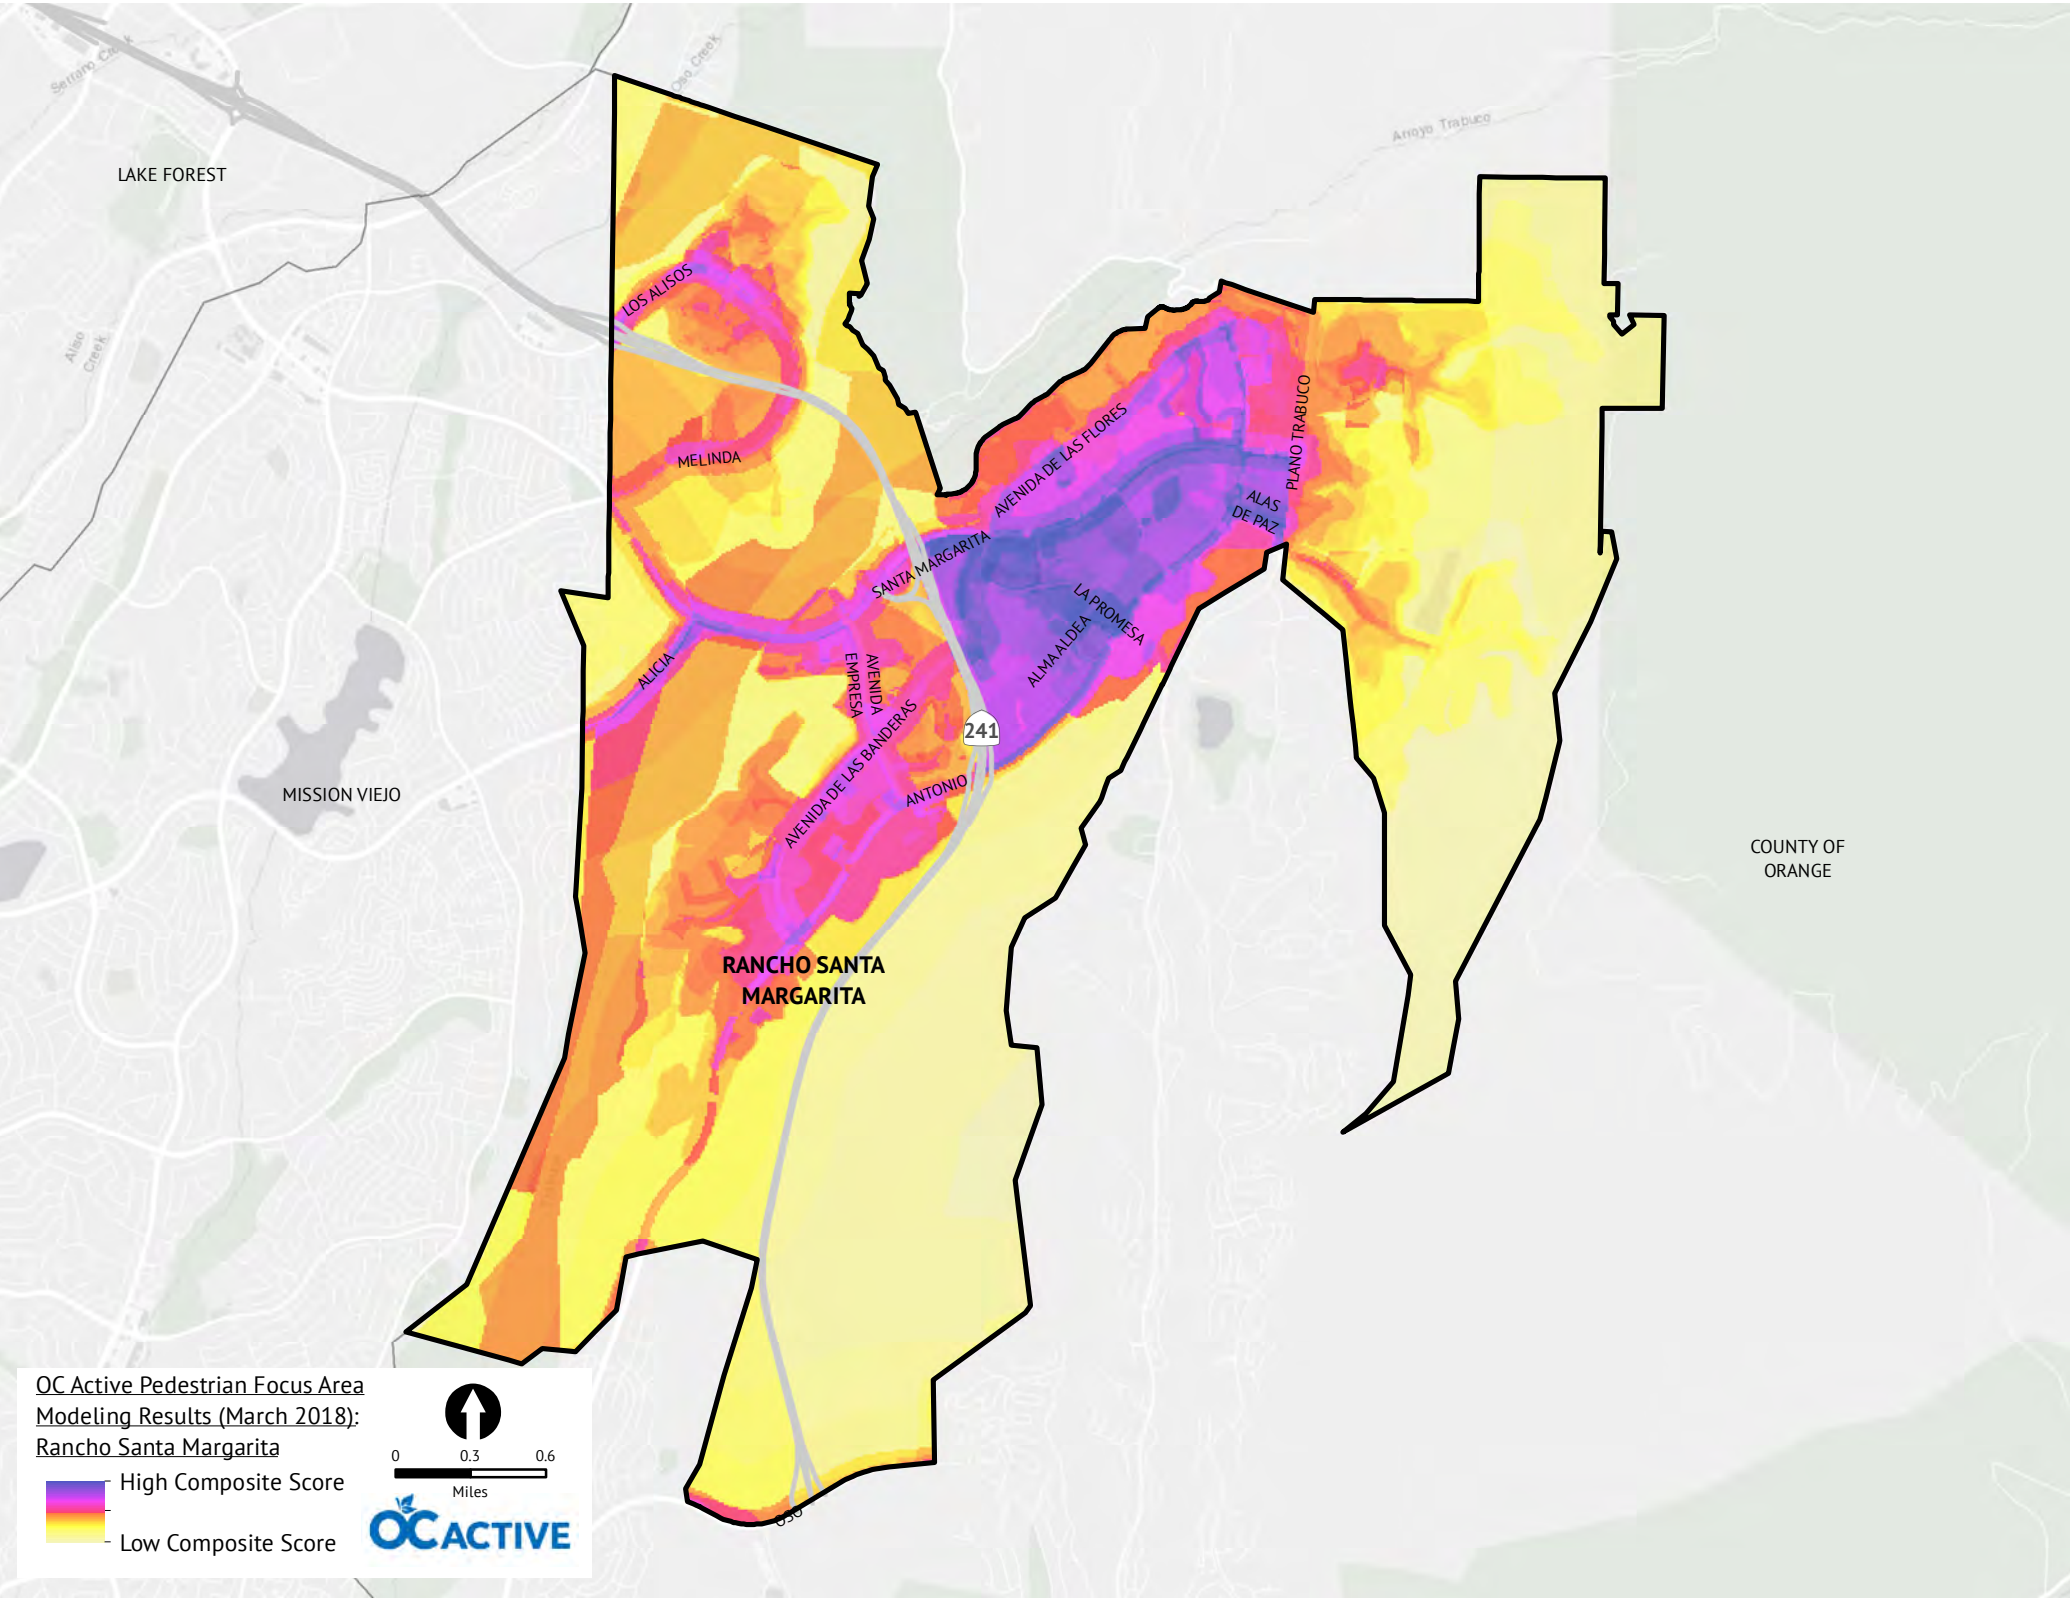 Serrano Creek
Oso Creek
Arroyo Trabuco
LAKE FOREST
LOS ALISOS
Aliso
Creek
MELINDA
AVENIDA DE LAS FLORES
PLANO TRABUCO
ALAS
DE PAZ
SANTA MARGARITA
LA PROMESA
ALMA ALDEA
ALICIA
AVENIDA
EMPRESA
AVENIDA DE LAS BANDERAS
241
ANTONIO
MISSION VIEJO
COUNTY OF
ORANGE
RANCHO SANTA
MARGARITA
OSO
OC Active Pedestrian Focus Area
Modeling Results (March 2018):
Rancho Santa Margarita
High Composite Score
Low Composite Score
0 0.3 0.6
Miles
OC ACTIVE